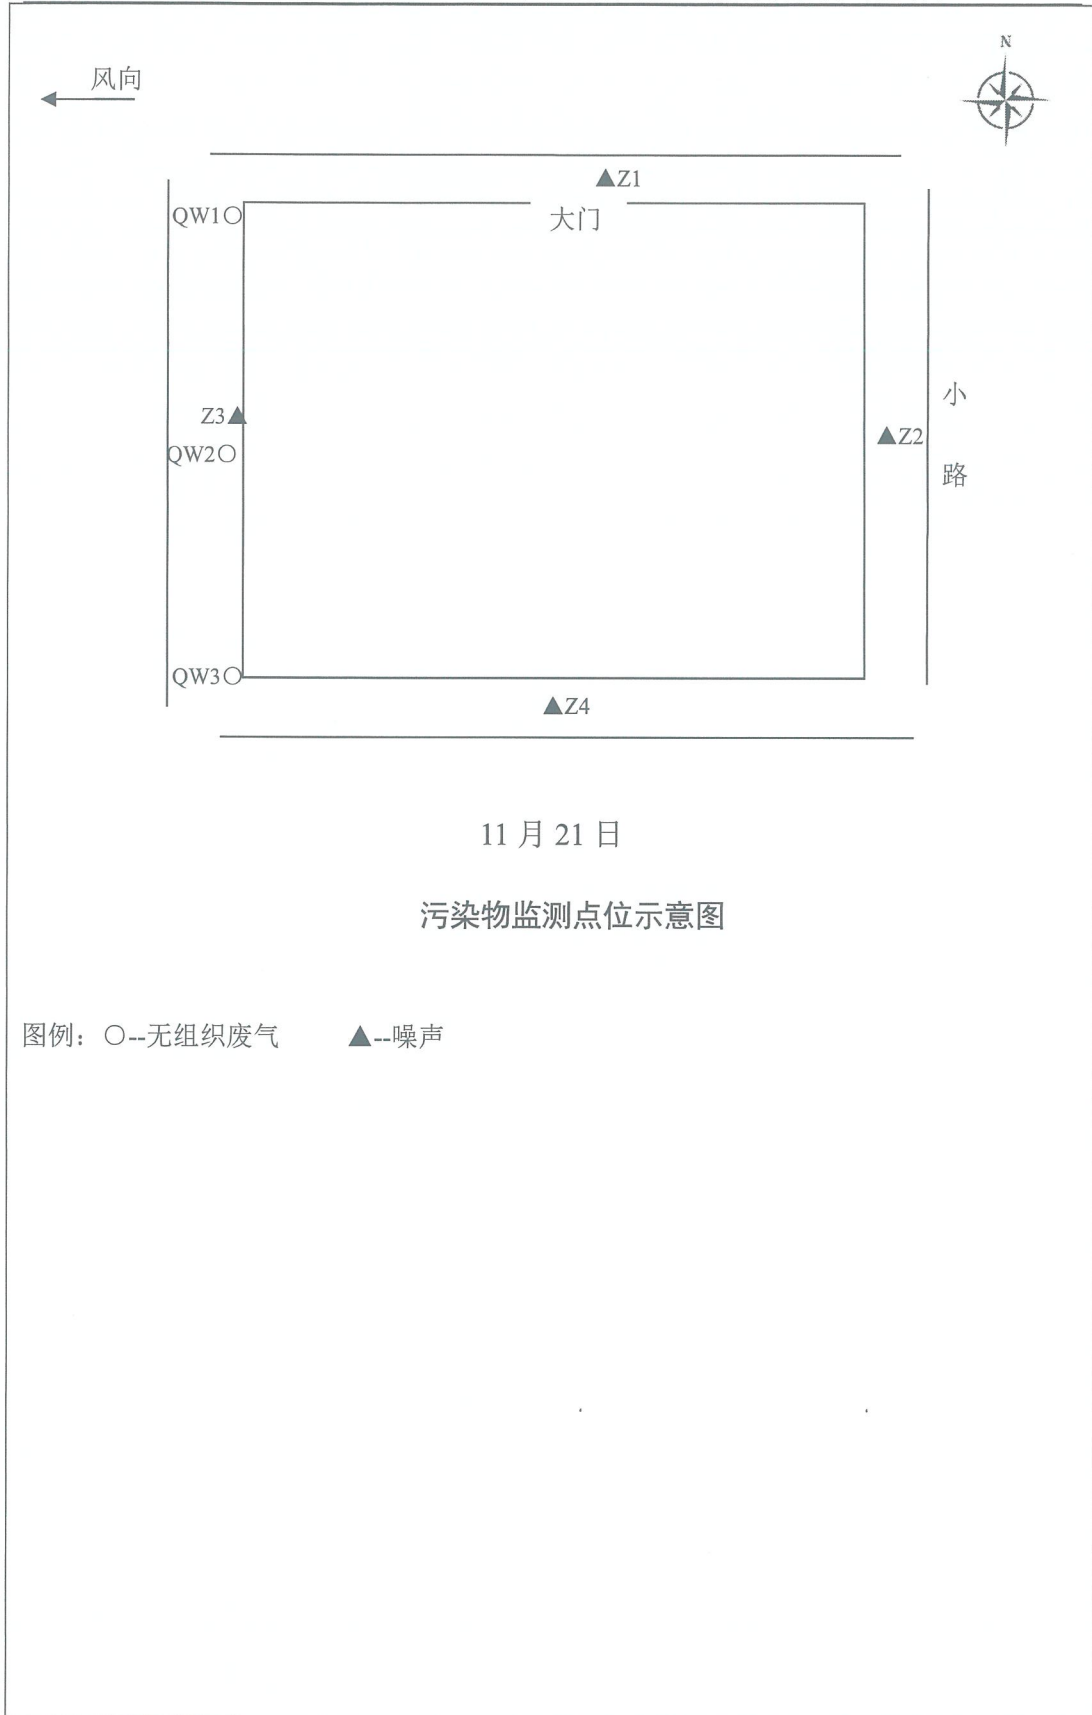 N
风向
▲Z1
QW1○
大门
小
Z3▲
▲Z2
QW2○
路
QW3○
▲Z4
11 月 21 日
污染物监测点位示意图
图例：○--无组织废气 ▲--噪声